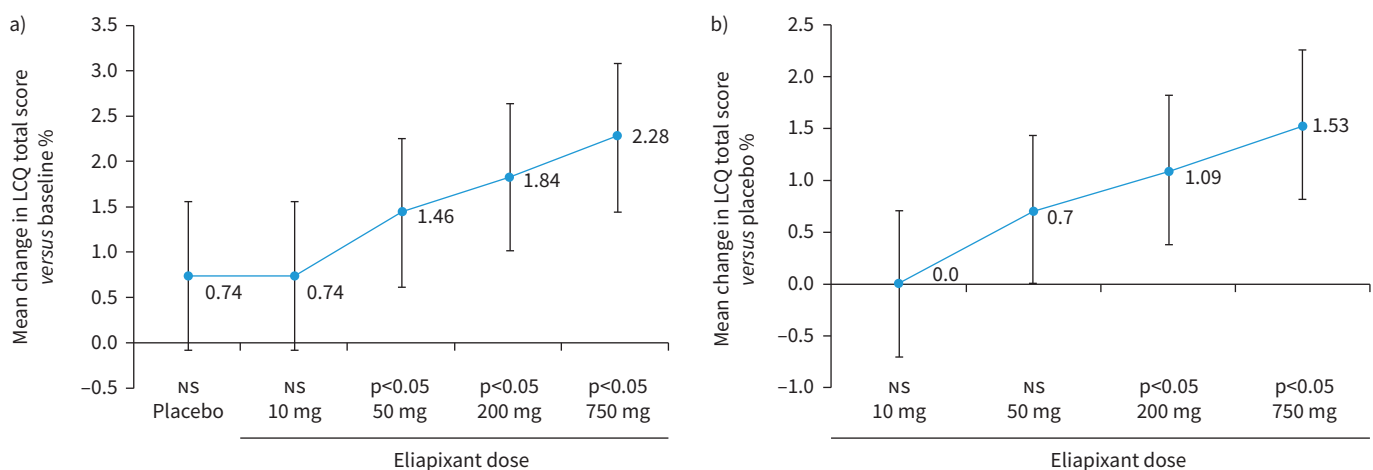 a)
Mean change in LCQ total score
versus baseline %
3.5
3.0
2.5
2.0
1.5
1.0
0.5
0.0
–0.5
0.74
0.74
1.46
1.84
2.28
NS NS p<0.05 p<0.05 p<0.05
Placebo 10 mg 50 mg 200 mg 750 mg
Eliapixant dose
b)
Mean change in LCQ total score
versus placebo %
2.5
2.0
1.5
1.0
0.5
0.0
–0.5
–1.0
0.0
0.7
1.09
1.53
NS NS p<0.05 p<0.05
10 mg 50 mg 200 mg 750 mg
Eliapixant dose